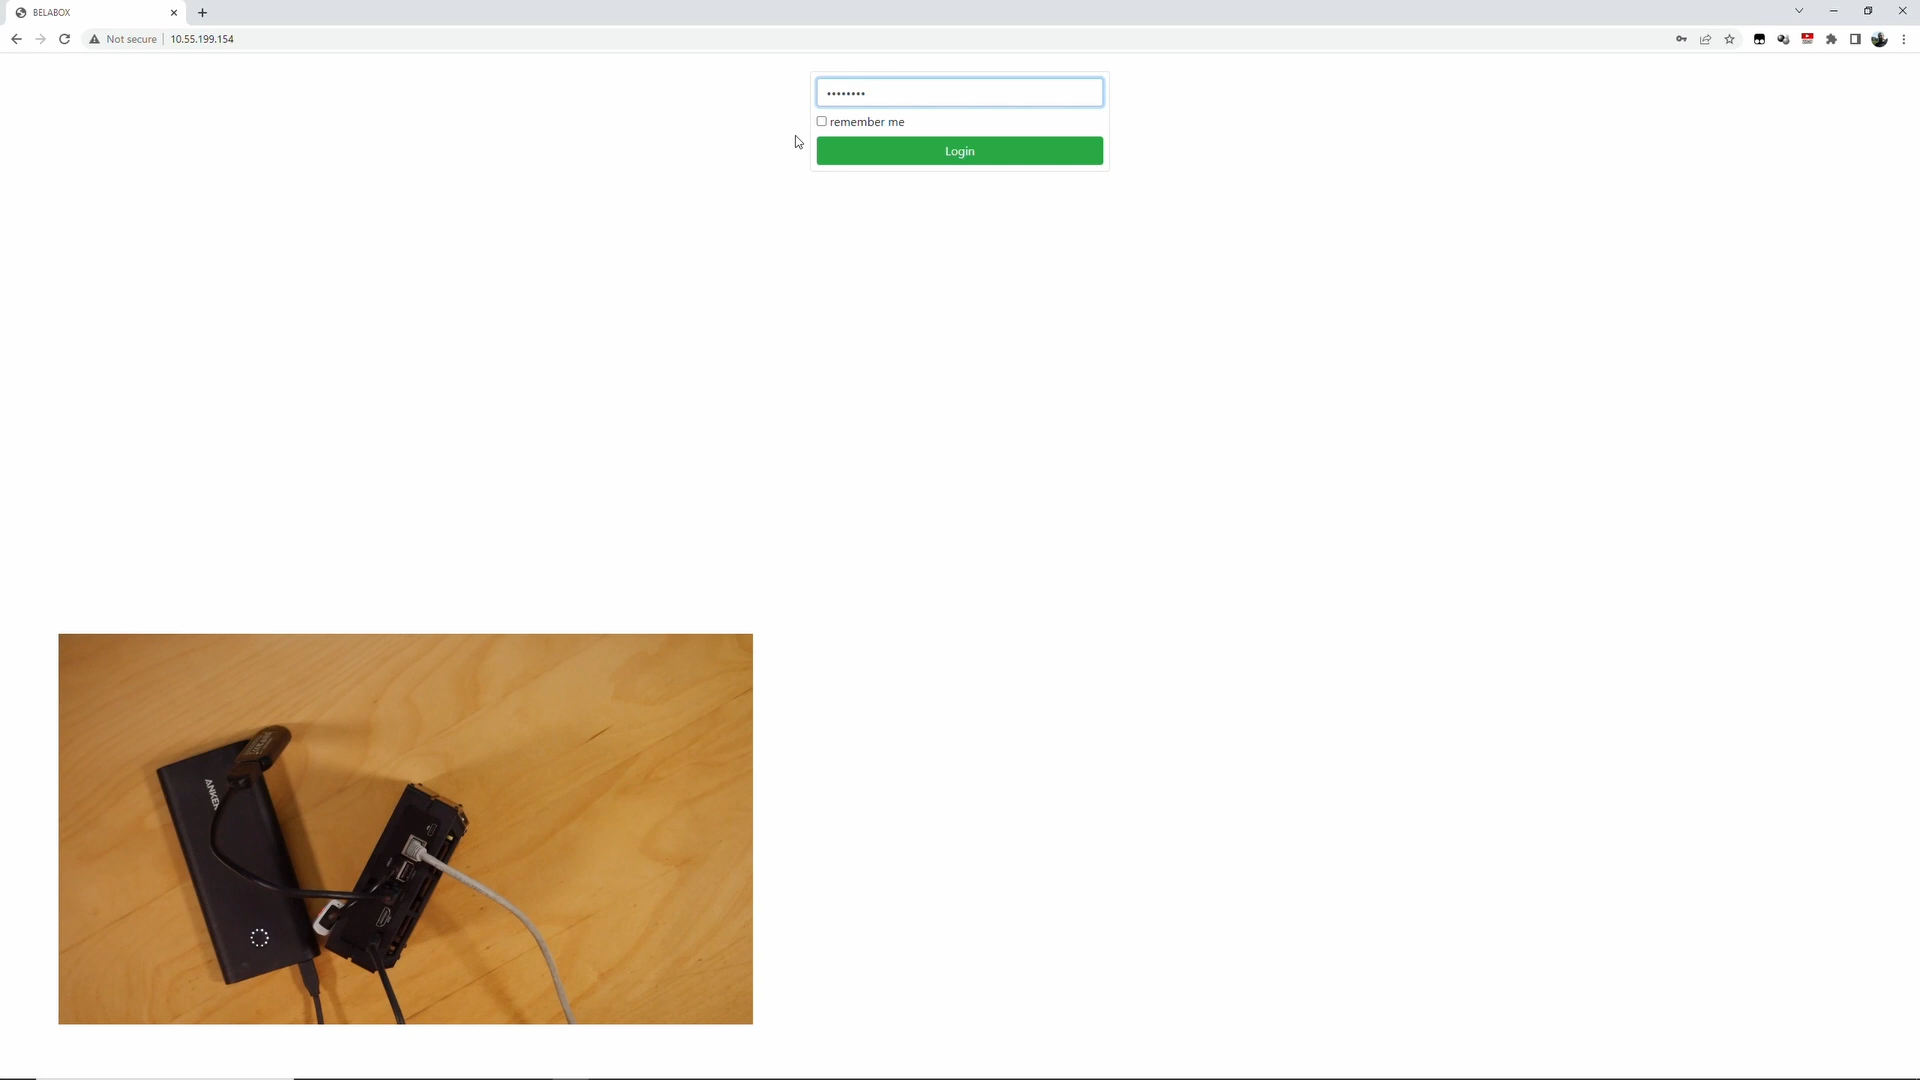 BELABOX
Not secure
10.55.199.154
remember me
Login
ANKER